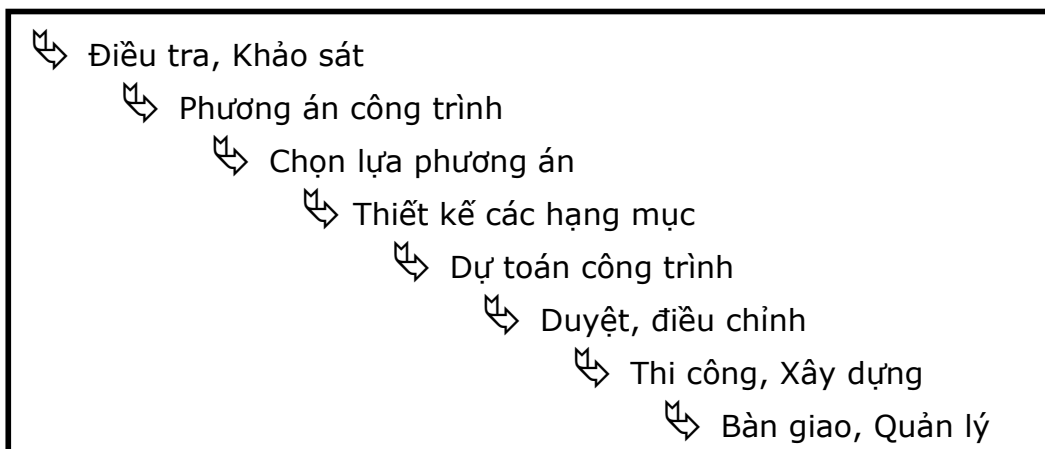 Điều tra, Khảo sát
Phương án công trình
Chọn lựa phương án
Thiết kế các hạng mục
Dự toán công trình
Duyệt, điều chỉnh
Thi công, Xây dựng
Bàn giao, Quản lý